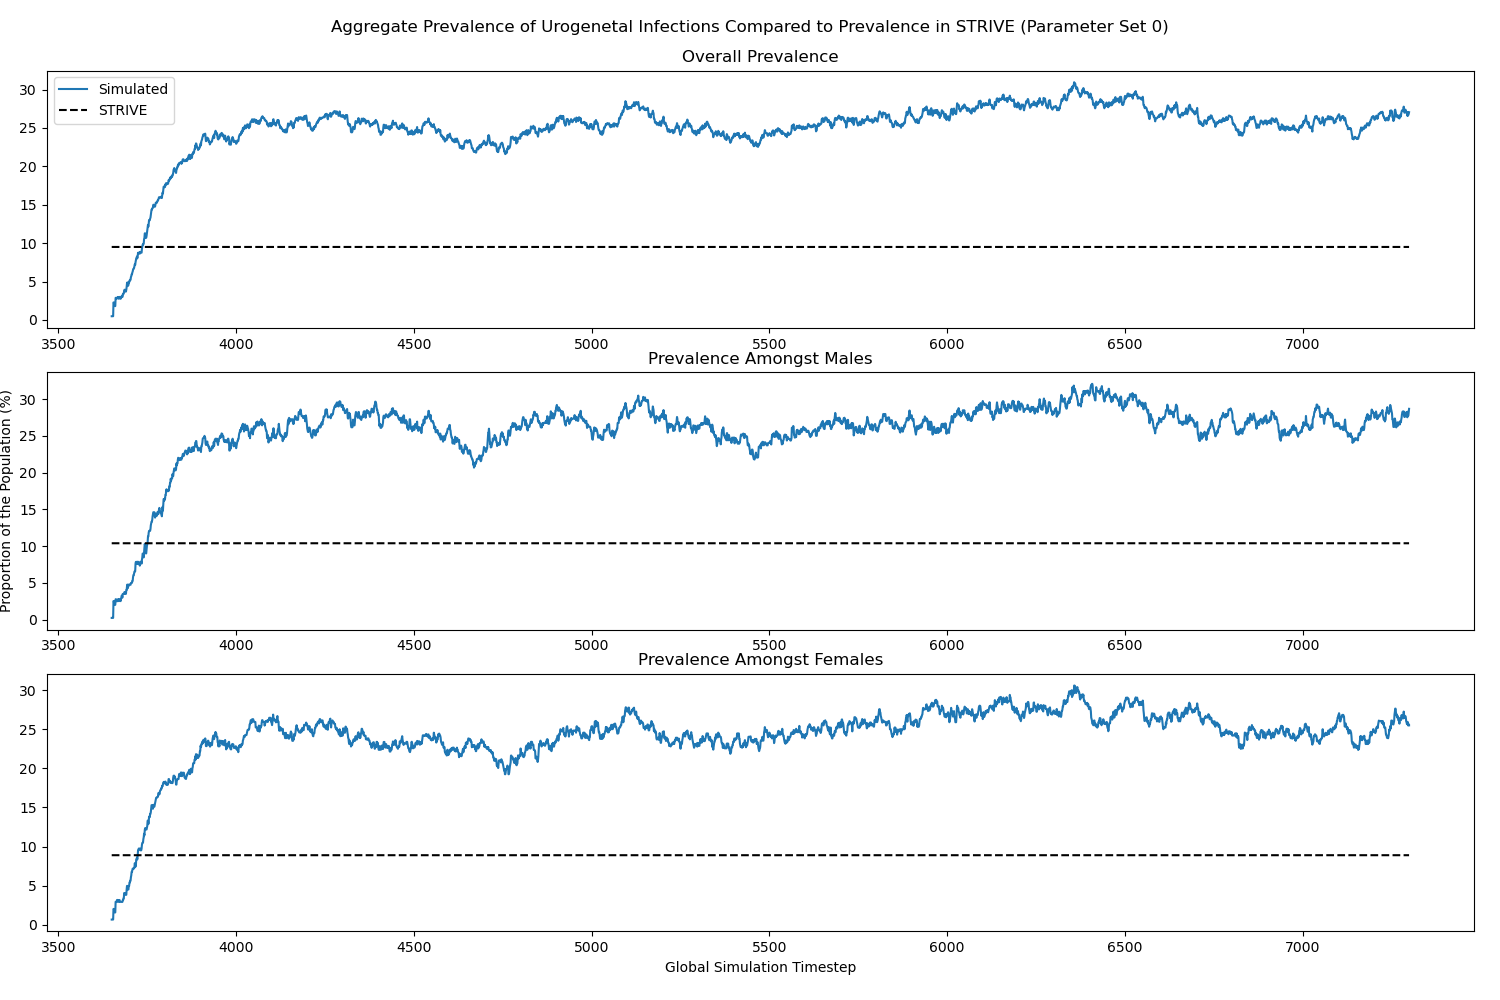 Aggregate Prevalence of Urogenetal Infections Compared to Prevalence in STRIVE (Parameter Set 0)
Overall Prevalence
Simulated
STRIVE
30
25
20
15
10
5
0
3500 4000 4500 5000 5500 6000 6500 7000
Prevalence Amongst Males
Proportion of the Population (%)
30
25
20
15
10
5
0
3500 4000 4500 5000 5500 6000 6500 7000
Prevalence Amongst Females
30
25
20
15
10
5
0
3500 4000 4500 5000 5500 6000 6500 7000
Global Simulation Timestep